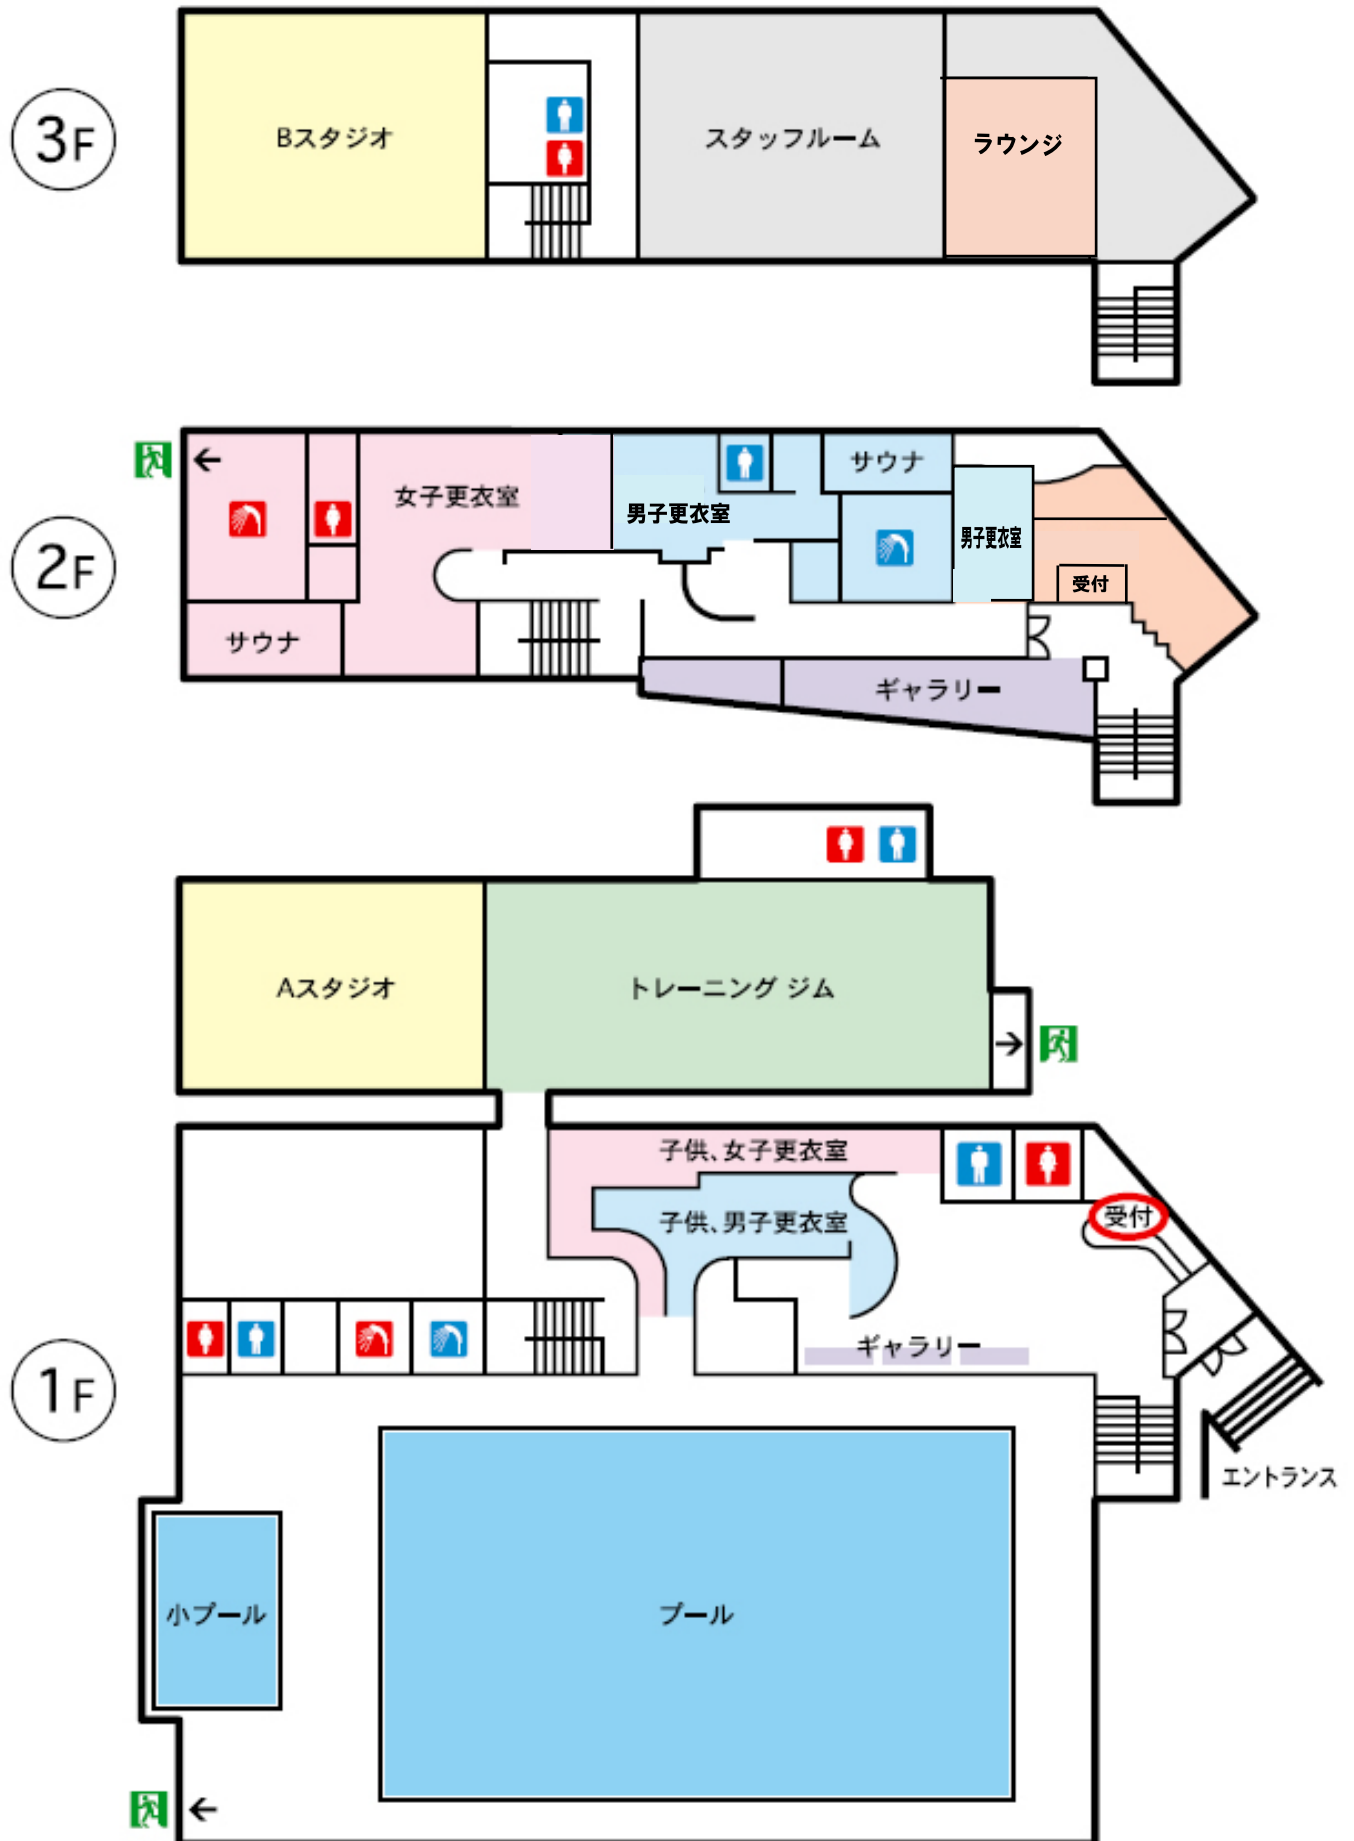 3F
Bスタジオ
スタッフルーム
ラウンジ
2F
女子更衣室
男子更衣室
サウナ
男子更衣室
受付
サウナ
ギャラリー
Aスタジオ
トレーニング ジム
1F
子供、女子更衣室
子供、男子更衣室
受付
ギャラリー
エントランス
小プール
プール